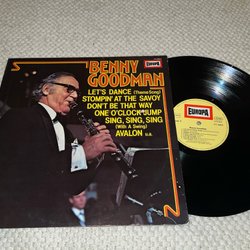 EUROPA
BENNY
GOODMAN
LET'S DANCE (Theme Song)
STOMPIN' AT THE SAVOY
DON'T BE THAT WAY
ONE O'CLOCK JUMP
SING, SING, SING
(With A Swing)
AVALON u.a.
EUROPA